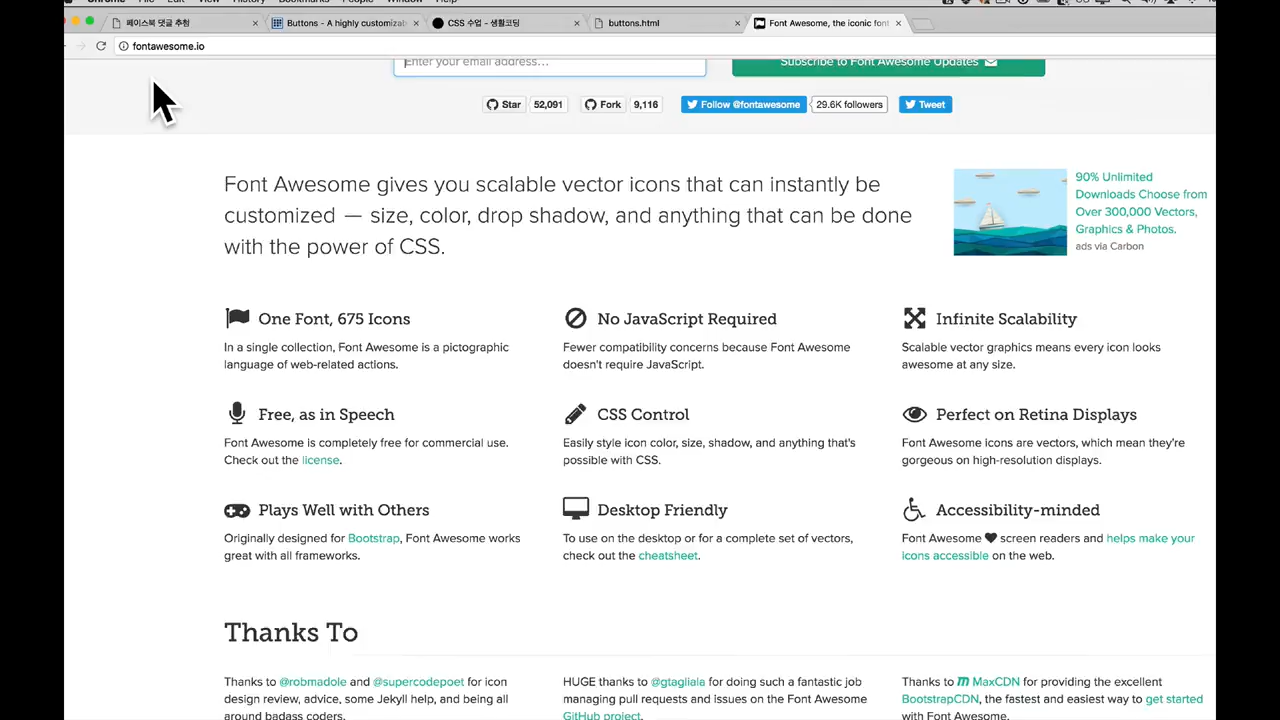 Chrome File Edit View History Bookmarks People Window Help
페이스북 댓글 추첨
Buttons - A highly customizab
CSS 수업 - 생활코딩
buttons.html
Font Awesome, the iconic font
fontawesome.io
Enter your email address...
Subscribe to Font Awesome Updates
Star 52,091 Fork 9,116 Follow @fontawesome 29.6K followers Tweet
Font Awesome gives you scalable vector icons that can instantly be
customized — size, color, drop shadow, and anything that can be done
with the power of CSS.
90% Unlimited
Downloads Choose from
Over 300,000 Vectors,
Graphics & Photos.
ads via Carbon
One Font, 675 Icons
In a single collection, Font Awesome is a pictographic
language of web-related actions.
No JavaScript Required
Fewer compatibility concerns because Font Awesome
doesn't require JavaScript.
Infinite Scalability
Scalable vector graphics means every icon looks
awesome at any size.
Free, as in Speech
Font Awesome is completely free for commercial use.
Check out the license.
CSS Control
Easily style icon color, size, shadow, and anything that's
possible with CSS.
Perfect on Retina Displays
Font Awesome icons are vectors, which mean they're
gorgeous on high-resolution displays.
Plays Well with Others
Originally designed for Bootstrap, Font Awesome works
great with all frameworks.
Desktop Friendly
To use on the desktop or for a complete set of vectors,
check out the cheatsheet.
Accessibility-minded
Font Awesome screen readers and helps make your
icons accessible on the web.
Thanks To
Thanks to @robmadole and @supercodepoet for icon
design review, advice, some Jekyll help, and being all
around badass coders.
HUGE thanks to @gtagliala for doing such a fantastic job
managing pull requests and issues on the Font Awesome
GitHub project.
Thanks to MaxCDN for providing the excellent
BootstrapCDN, the fastest and easiest way to get started
with Font Awesome.